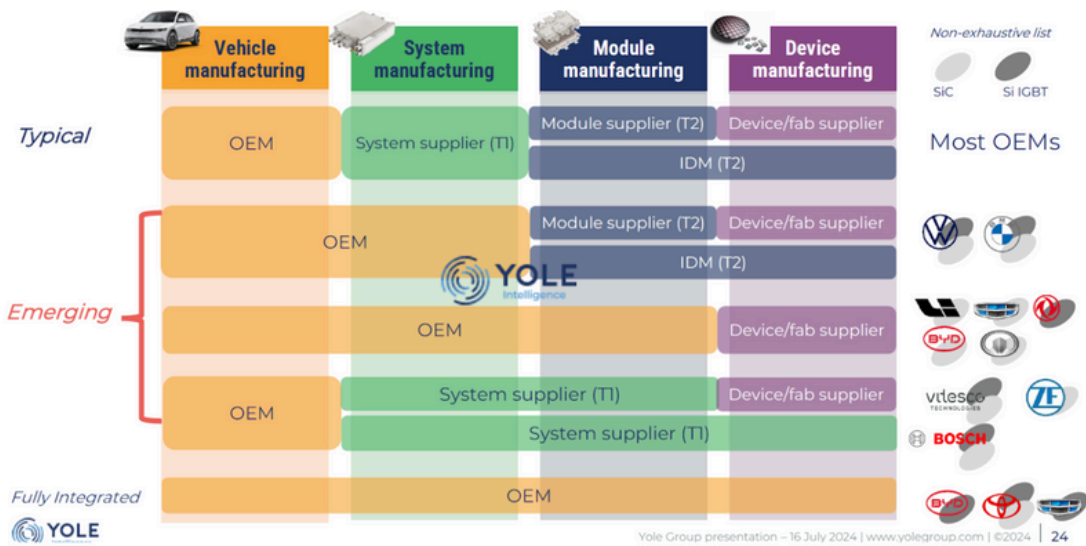 Vehicle
manufacturing
System
manufacturing
Module
manufacturing
Device
manufacturing
Non-exhaustive list
SiC
Si IGBT
Typical
OEM
System supplier (T1)
Module supplier (T2)
Device/fab supplier
IDM (T2)
Most OEMs
Emerging
OEM
Module supplier (T2)
Device/fab supplier
IDM (T2)
YOLE
Intelligence
OEM
Device/fab supplier
BYD
OEM
System supplier (T1)
Device/fab supplier
System supplier (T1)
vitesco
TECHNOLOGIES
ZF
BOSCH
Fully Integrated
OEM
BYD
YOLE
Yole Group presentation – 16 July 2024 | www.yolegroup.com | ©2024 | 24